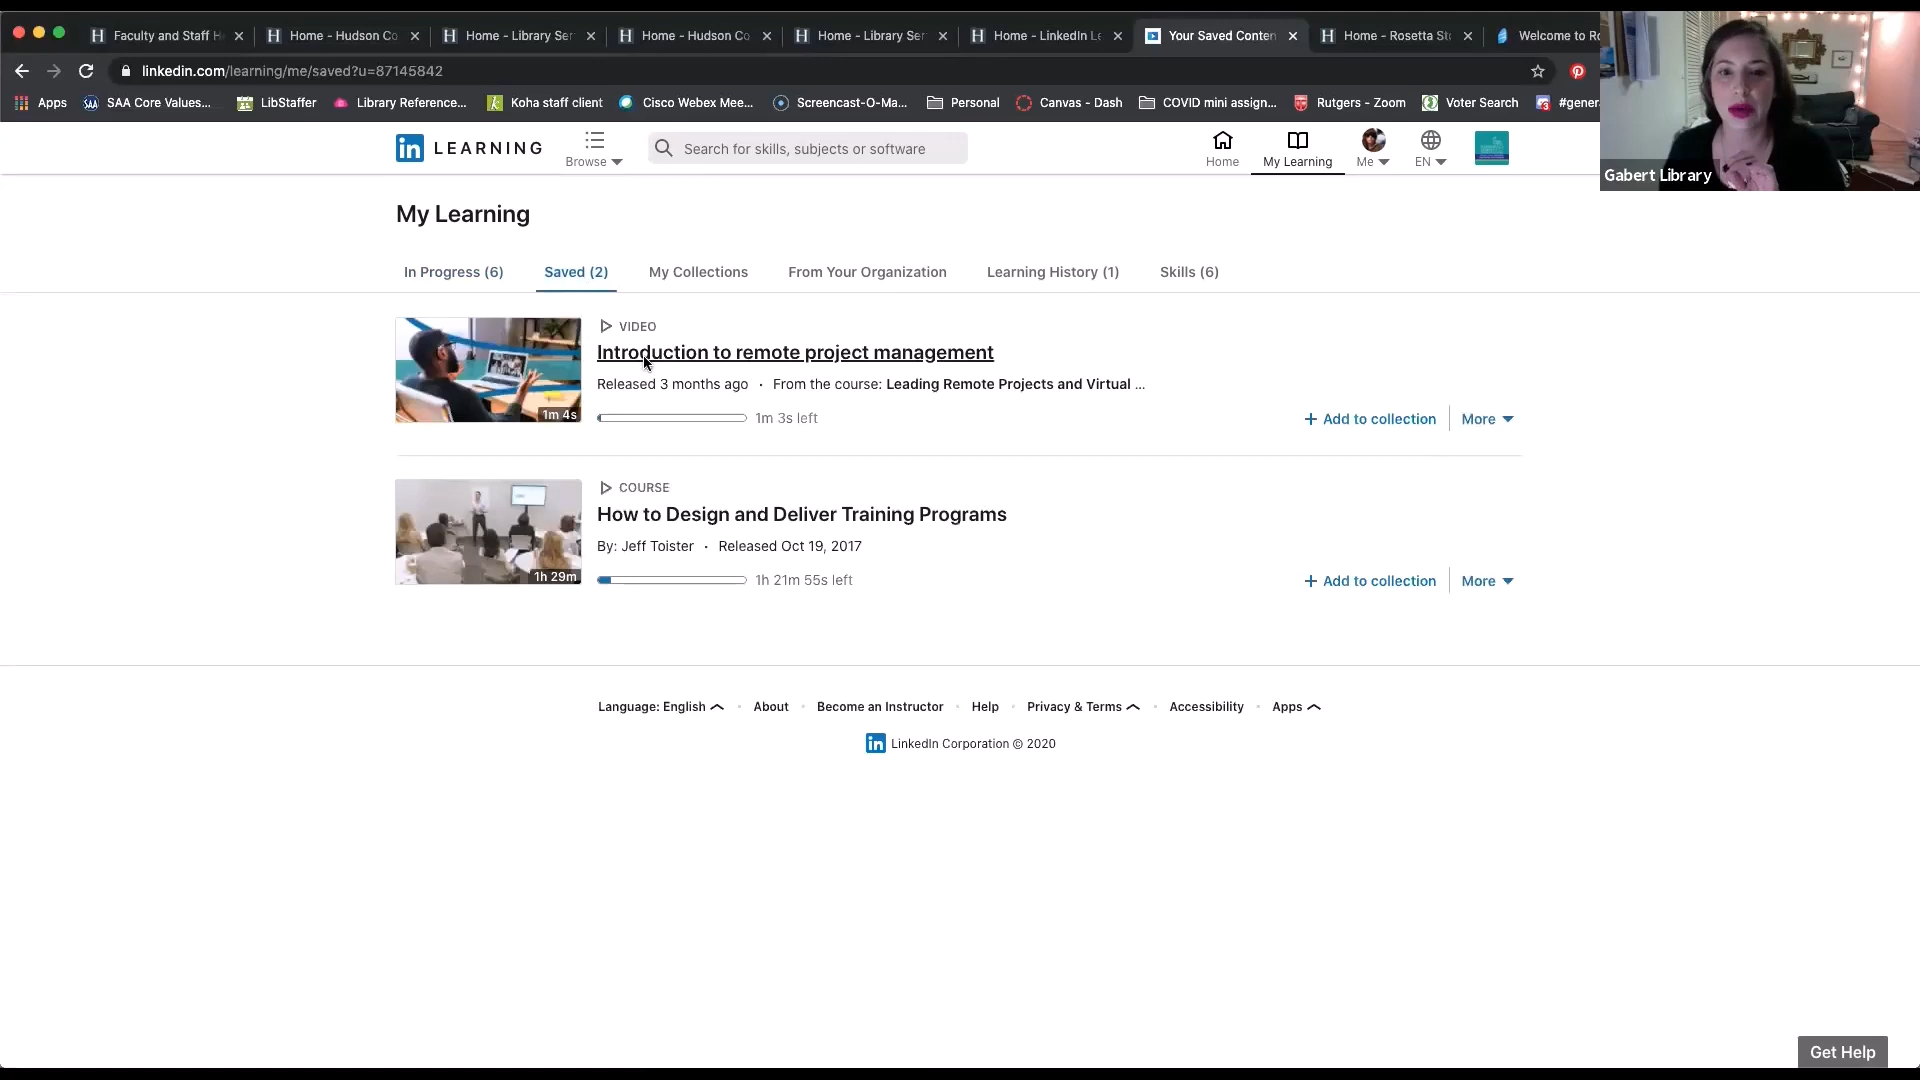 Faculty and Staff H
Home - Hudson Co
Home - Library Ser
Home - Hudson Co
Home - Library Ser
Home - LinkedIn Le
Your Saved Conten
Home - Rosetta Sto
Welcome to Ro
linkedin.com/learning/me/saved?u=87145842
Apps
SAA Core Values...
LibStaffer
Library Reference...
Koha staff client
Cisco Webex Mee...
Screencast-O-Ma...
Personal
Canvas - Dash
COVID mini assign...
Rutgers - Zoom
Voter Search
#gener
Gabert Library
in LEARNING
Browse
Search for skills, subjects or software
Home
My Learning
Me
EN
My Learning
In Progress (6)
Saved (2)
My Collections
From Your Organization
Learning History (1)
Skills (6)
VIDEO
Introduction to remote project management
Released 3 months ago · From the course: Leading Remote Projects and Virtual ...
1m 4s
1m 3s left
+ Add to collection
More
COURSE
How to Design and Deliver Training Programs
By: Jeff Toister · Released Oct 19, 2017
1h 29m
1h 21m 55s left
+ Add to collection
More
Language: English
About
Become an Instructor
Help
Privacy & Terms
Accessibility
Apps
in LinkedIn Corporation © 2020
Get Help